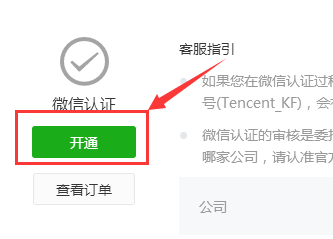 客服指引
如果您在微信认证过
号(Tencent_KF)，会
微信认证
开通
微信认证的审核是委
哪家公司，请认准官
查看订单
公司